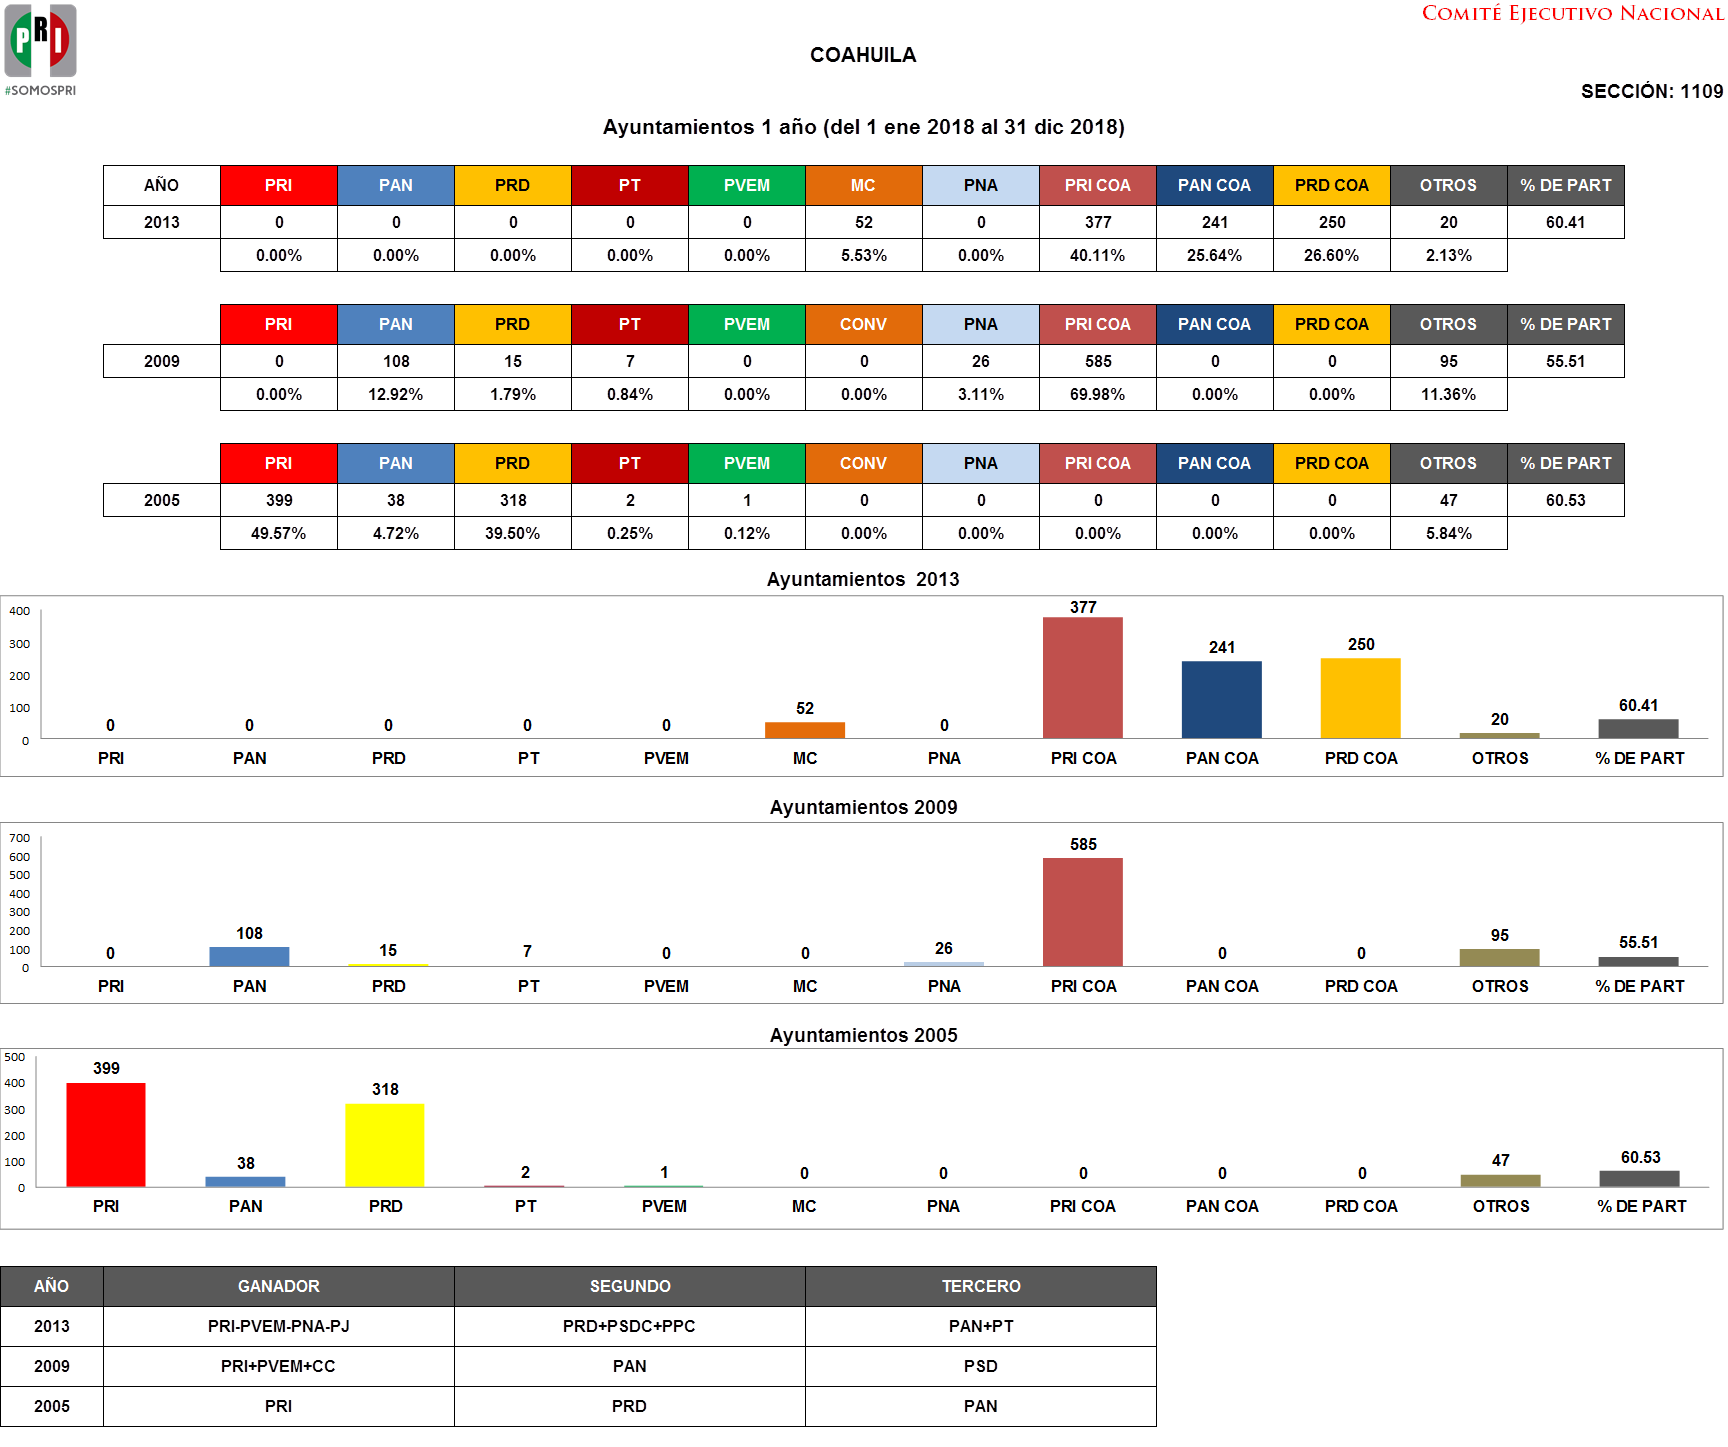 PRI
#SOMOSPRI
COMITÉ EJECUTIVO NACIONAL
COAHUILA
SECCIÓN: 1109
Ayuntamientos 1 año (del 1 ene 2018 al 31 dic 2018)
AÑO PRI PAN PRD PT PVEM MC PNA PRI COA PAN COA PRD COA OTROS % DE PART
2013 0 0 0 0 0 52 0 377 241 250 20 60.41
0.00% 0.00% 0.00% 0.00% 0.00% 5.53% 0.00% 40.11% 25.64% 26.60% 2.13%
PRI PAN PRD PT PVEM CONV PNA PRI COA PAN COA PRD COA OTROS % DE PART
2009 0 108 15 7 0 0 26 585 0 0 95 55.51
0.00% 12.92% 1.79% 0.84% 0.00% 0.00% 3.11% 69.98% 0.00% 0.00% 11.36%
PRI PAN PRD PT PVEM CONV PNA PRI COA PAN COA PRD COA OTROS % DE PART
2005 399 38 318 2 1 0 0 0 0 0 47 60.53
49.57% 4.72% 39.50% 0.25% 0.12% 0.00% 0.00% 0.00% 0.00% 0.00% 5.84%
Ayuntamientos 2013
400
300
200
100
0
0 0 0 0 0 52 0 377 241 250 20 60.41
PRI PAN PRD PT PVEM MC PNA PRI COA PAN COA PRD COA OTROS % DE PART
Ayuntamientos 2009
700
600
500
400
300
200
100
0
0 108 15 7 0 0 26 585 0 0 95 55.51
PRI PAN PRD PT PVEM MC PNA PRI COA PAN COA PRD COA OTROS % DE PART
Ayuntamientos 2005
500
400
300
200
100
0
399 38 318 2 1 0 0 0 0 0 47 60.53
PRI PAN PRD PT PVEM MC PNA PRI COA PAN COA PRD COA OTROS % DE PART
AÑO GANADOR SEGUNDO TERCERO
2013 PRI-PVEM-PNA-PJ PRD+PSDC+PPC PAN+PT
2009 PRI+PVEM+CC PAN PSD
2005 PRI PRD PAN